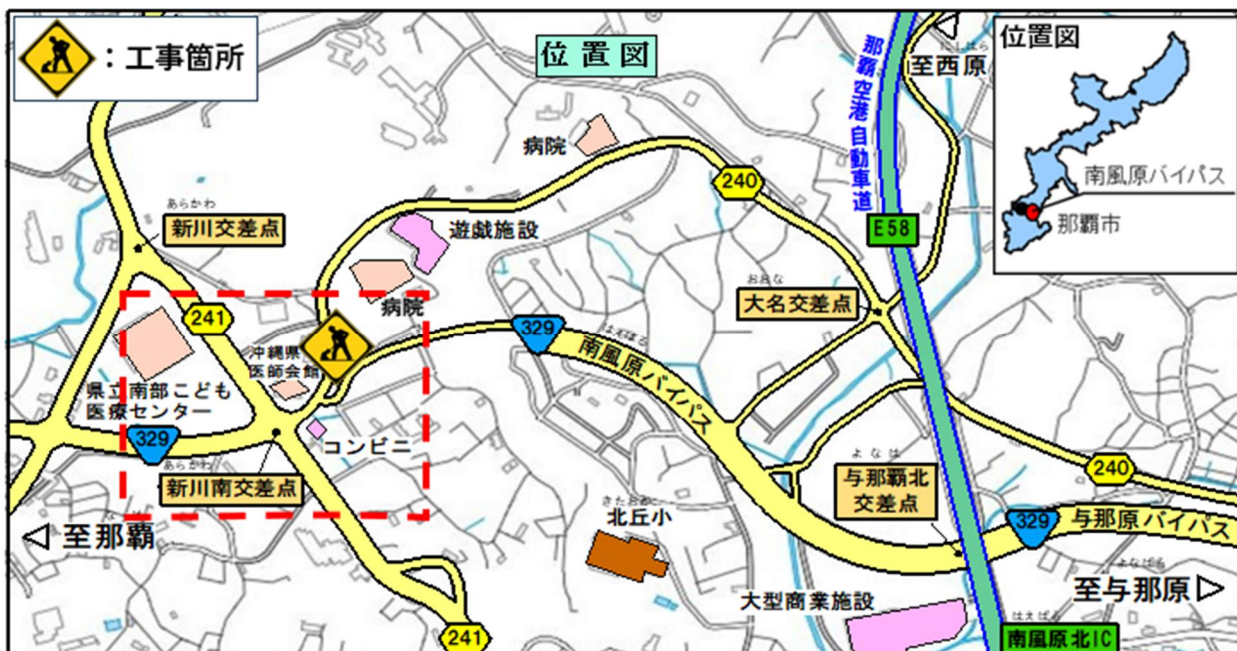 ：工事箇所
位置図
至西原
位置図
南風原バイパス
那覇市
那覇空港自動車道
病院
240
E58
あらかわ
新川交差点
遊戯施設
病院
おおな
大名交差点
241
329
はえばる
南風原バイパス
沖縄県
医師会館
県立南部こども
医療センター
329
コンビニ
あらかわ
新川南交差点
よなは
与那覇北
交差点
240
至那覇
きたおか
北丘小
329
与那原バイパス
よなばる
至与那原
大型商業施設
241
はえばる
南風原北IC